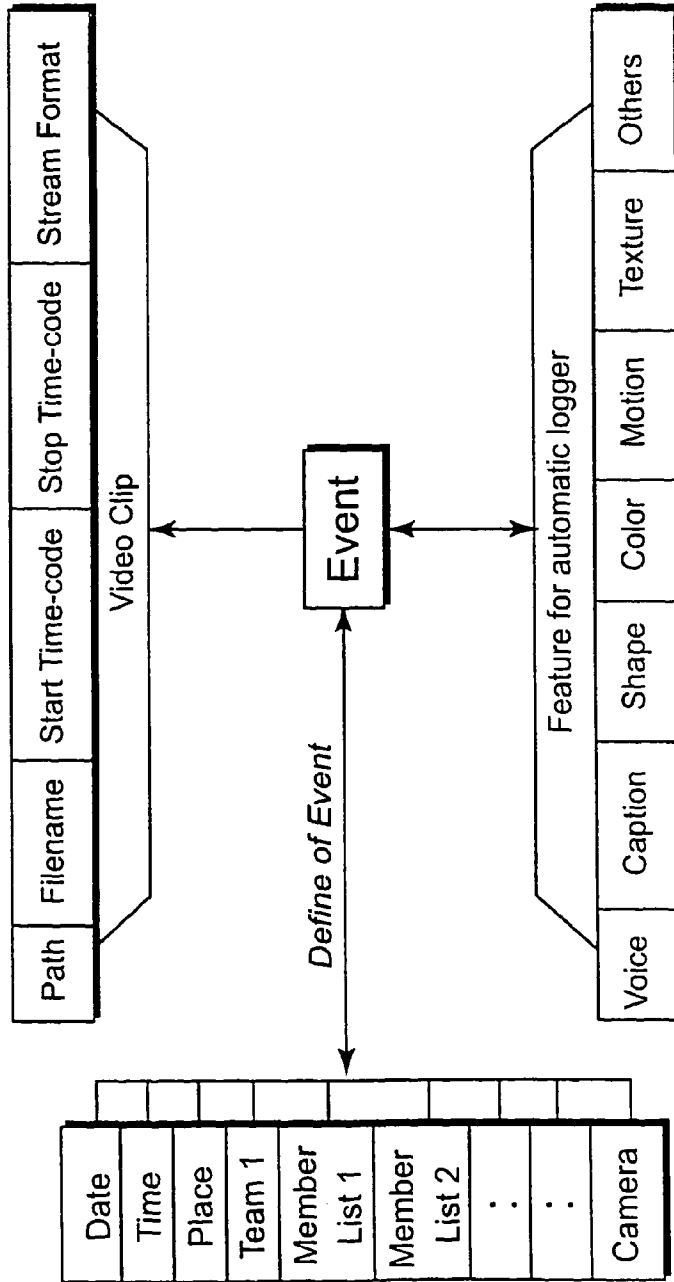 Path
Filename
Start Time-code
Stop Time-code
Stream Format
Video Clip
Date
Time
Place
Team 1
Member
List 1
Member
List 2
. .
. .
Camera
Define of Event
Event
Feature for automatic logger
Voice
Caption
Shape
Color
Motion
Texture
Others